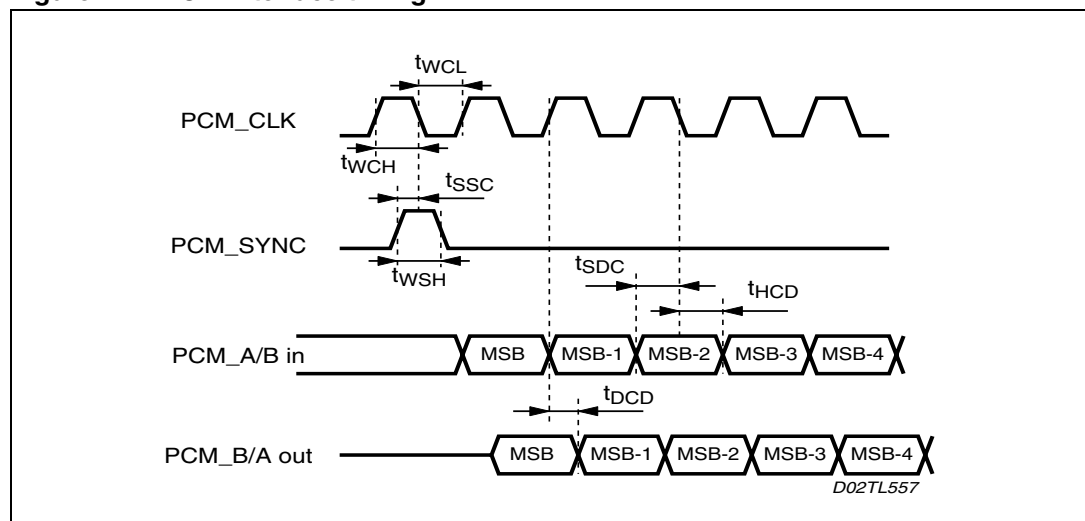 tWCL
PCM_CLK
tWCH
tSSC
PCM_SYNC
tWSH
tSDC
tHCD
PCM_A/B in
MSB MSB-1 MSB-2 MSB-3 MSB-4
tDCD
PCM_B/A out
MSB MSB-1 MSB-2 MSB-3 MSB-4
D02TL557